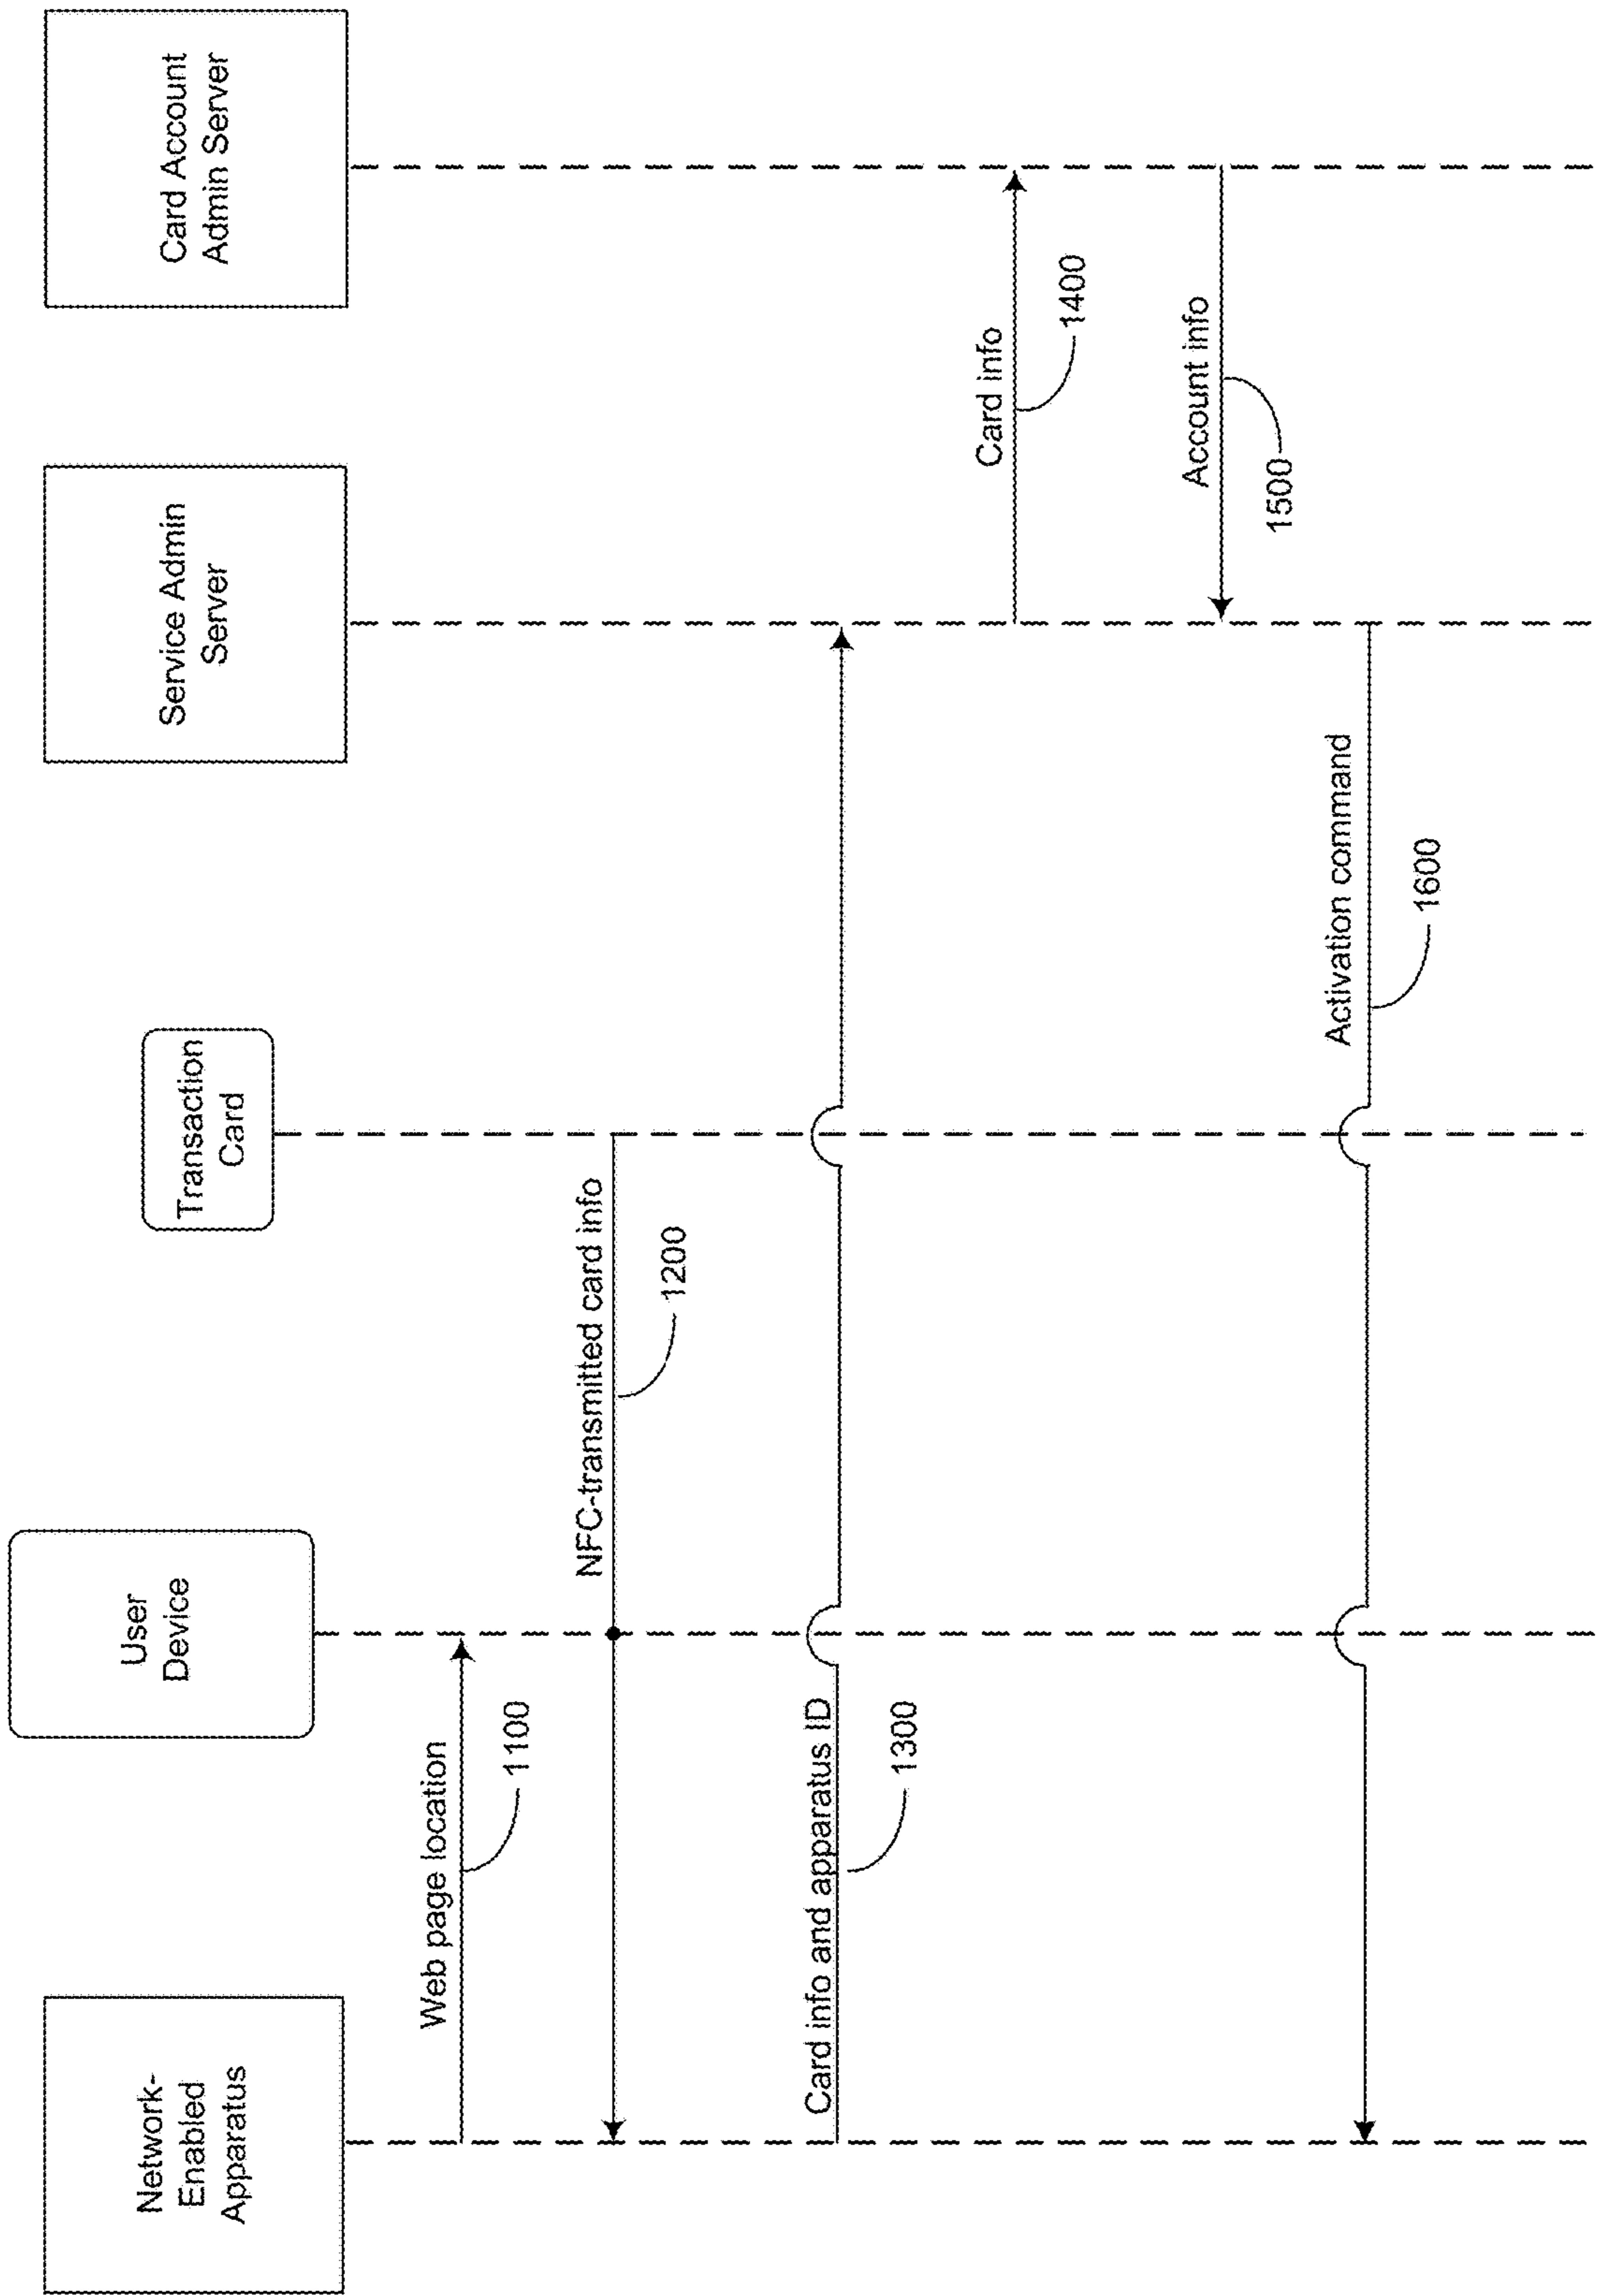 Network-
Enabled
Apparatus
User
Device
Transaction
Card
Service Admin
Server
Card Account
Admin Server
Web page location
1100
NFC-transmitted card info
1200
Card info and apparatus ID
1300
Card info
1400
Account info
1500
Activation command
1600